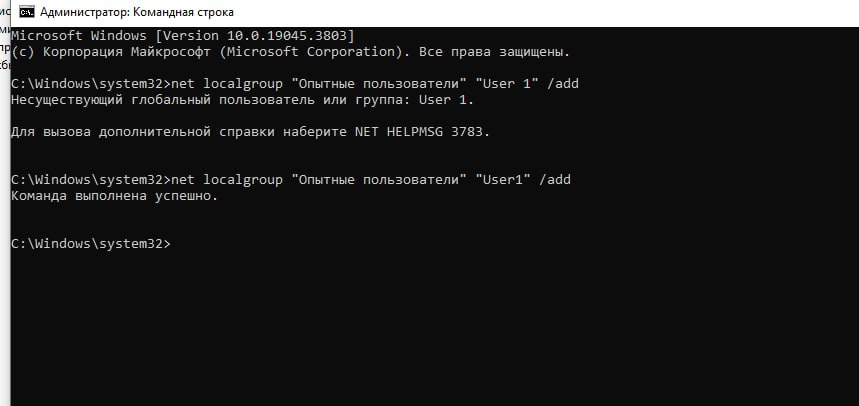 Администратор: Командная строка
Microsoft Windows [Version 10.0.19045.3803]
(c) Корпорация Майкрософт (Microsoft Corporation). Все права защищены.
C:\Windows\system32>net localgroup "Опытные пользователи" "User 1" /add
Несуществующий глобальный пользователь или группа: User 1.
Для вызова дополнительной справки наберите NET HELPMSG 3783.
C:\Windows\system32>net localgroup "Опытные пользователи" "User1" /add
Команда выполнена успешно.
C:\Windows\system32>